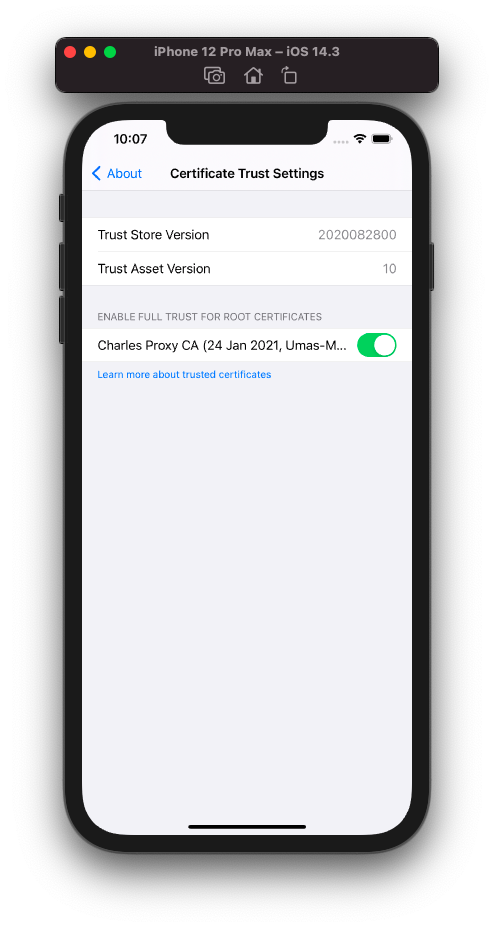 iPhone 12 Pro Max – iOS 14.3
10:07
About
Certificate Trust Settings
Trust Store Version 2020082800
Trust Asset Version 10
ENABLE FULL TRUST FOR ROOT CERTIFICATES
Charles Proxy CA (24 Jan 2021, Umas-M...
Learn more about trusted certificates